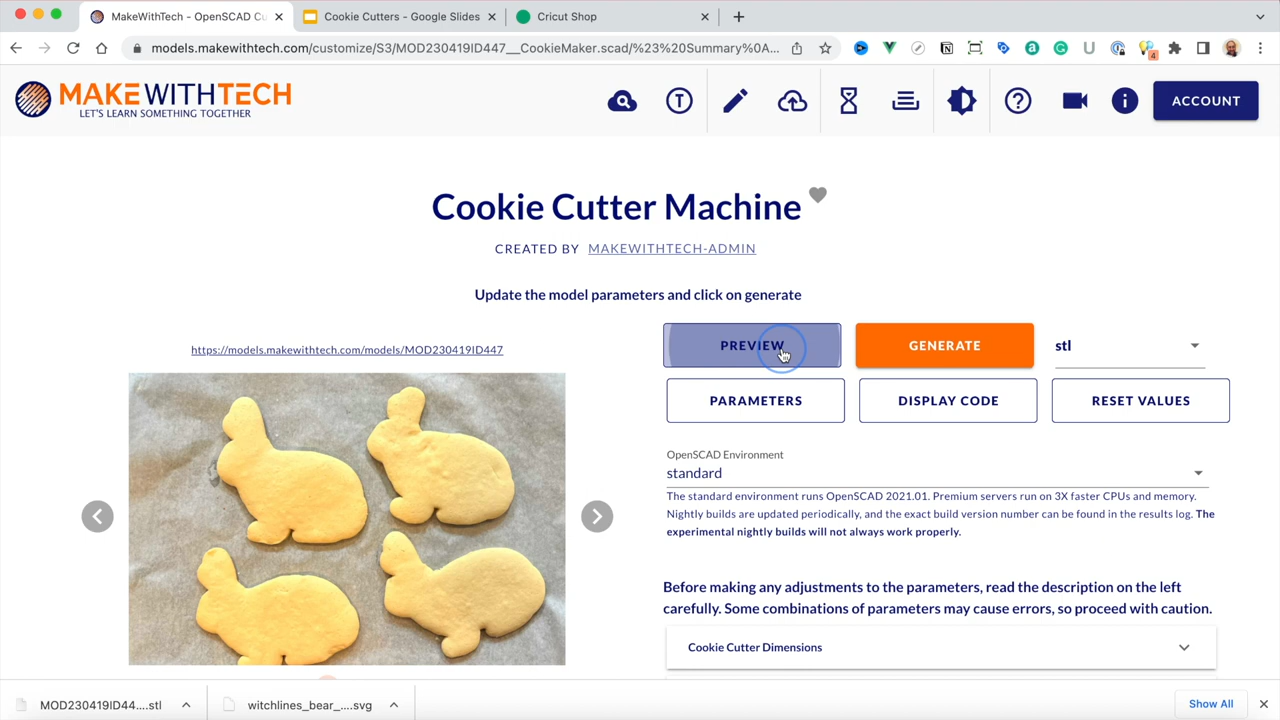 MakeWithTech - OpenSCAD Cu
Cookie Cutters - Google Slides
Cricut Shop
models.makewithtech.com/customize/S3/MOD230419ID447__CookieMaker.scad/%23%20Summary%0A...
4
MAKEWITHTECH
LET'S LEARN SOMETHING TOGETHER
T
ACCOUNT
Cookie Cutter Machine
CREATED BY MAKEWITHTECH-ADMIN
Update the model parameters and click on generate
https://models.makewithtech.com/models/MOD230419ID447
PREVIEW
GENERATE
stl
PARAMETERS
DISPLAY CODE
RESET VALUES
OpenSCAD Environment
standard
The standard environment runs OpenSCAD 2021.01. Premium servers run on 3X faster CPUs and memory.
Nightly builds are updated periodically, and the exact build version number can be found in the results log. The
experimental nightly builds will not always work properly.
Before making any adjustments to the parameters, read the description on the left
carefully. Some combinations of parameters may cause errors, so proceed with caution.
Cookie Cutter Dimensions
MOD230419ID44....stl
witchlines_bear_....svg
Show All